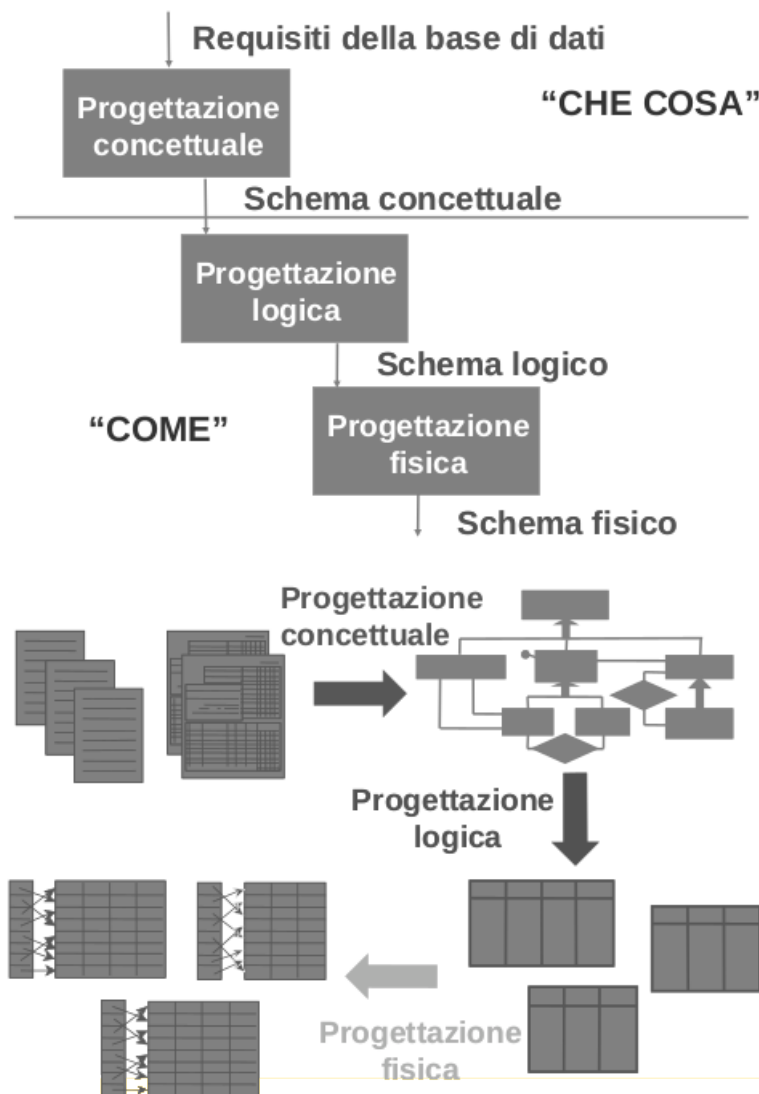 Requisiti della base di dati
Progettazione
concettuale
“CHE COSA”
Schema concettuale
Progettazione
logica
Schema logico
“COME”
Progettazione
fisica
Schema fisico
Progettazione
concettuale
Progettazione
logica
Progettazione
fisica